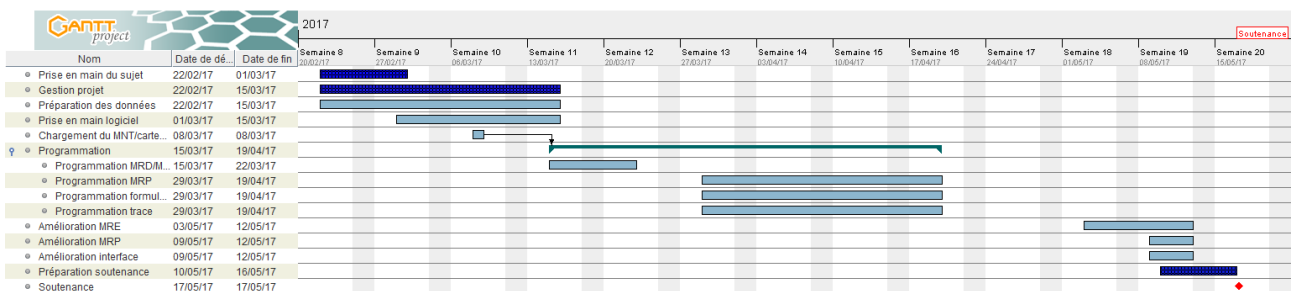 GANTT
project
2017
Soutenance
Nom Date de dé... Date de fin
Semaine 8 Semaine 9 Semaine 10 Semaine 11 Semaine 12 Semaine 13 Semaine 14 Semaine 15 Semaine 16 Semaine 17 Semaine 18 Semaine 19 Semaine 20
20/02/17 27/02/17 06/03/17 13/03/17 20/03/17 27/03/17 03/04/17 10/04/17 17/04/17 24/04/17 01/05/17 08/05/17 15/05/17
Prise en main du sujet 22/02/17 01/03/17
Gestion projet 22/02/17 15/03/17
Préparation des données 22/02/17 15/03/17
Prise en main logiciel 01/03/17 15/03/17
Chargement du MNT/carte... 08/03/17 08/03/17
Programmation 15/03/17 19/04/17
Programmation MRD/M... 15/03/17 22/03/17
Programmation MRP 29/03/17 19/04/17
Programmation formul... 29/03/17 19/04/17
Programmation trace 29/03/17 19/04/17
Amélioration MRE 03/05/17 12/05/17
Amélioration MRP 09/05/17 12/05/17
Amélioration interface 09/05/17 12/05/17
Préparation soutenance 10/05/17 16/05/17
Soutenance 17/05/17 17/05/17